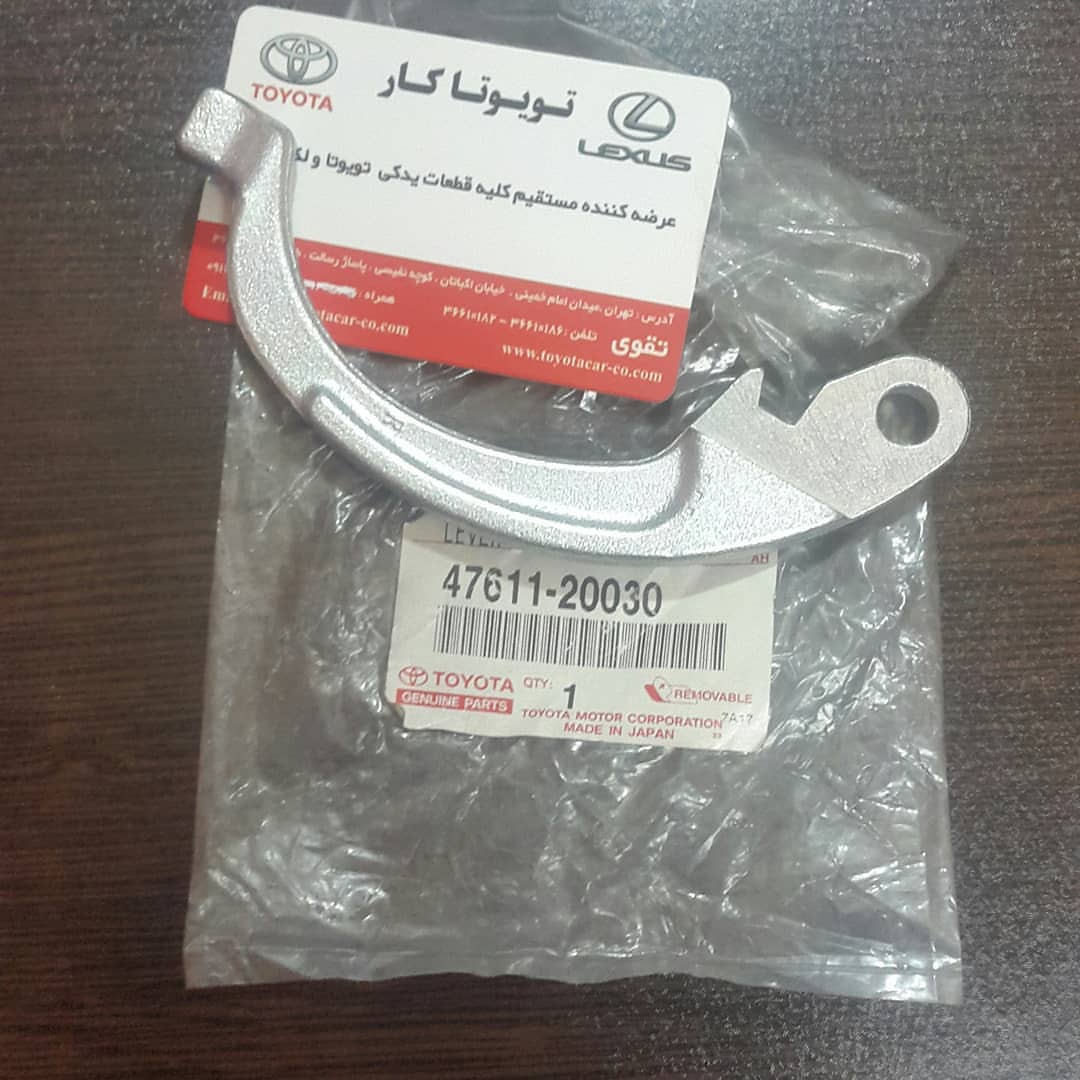 TOYOTA
تویوتا کار
LEXUS
عرضه کننده مستقیم کلیه قطعات یدکی تویوتا و
آدرس : تهران ،میدان امام خمینی ، خیابان اکباتان ، کوچه نفیسی ، پاساژ رسالت ،
تلفن : ۳۶۶۱۰۱۸۶ - ۳۶۶۱۰۱۸۲
همراه :
تقوی
www.toyotacar-co.com
B
AH
47611-20030
TOYOTA
GENUINE PARTS
QTY:
1
REMOVABLE
TOYOTA MOTOR CORPORATION
7A17
MADE IN JAPAN